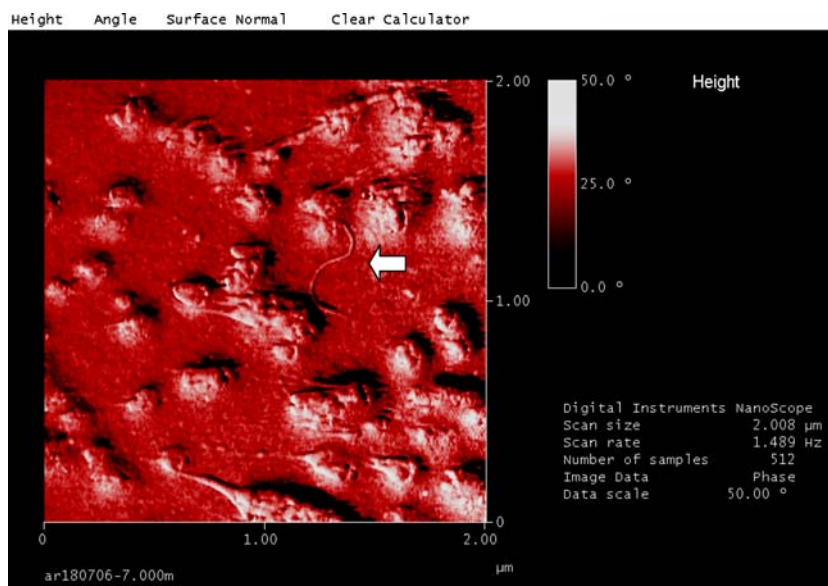 Height Angle Surface Normal Clear Calculator
2.00
50.0 °
Height
25.0 °
0.0 °
1.00
Digital Instruments NanoScope
Scan size 2.008 µm
Scan rate 1.489 Hz
Number of samples 512
Image Data Phase
Data scale 50.00 °
0
0 1.00 2.00
µm
ar180706-7.000m